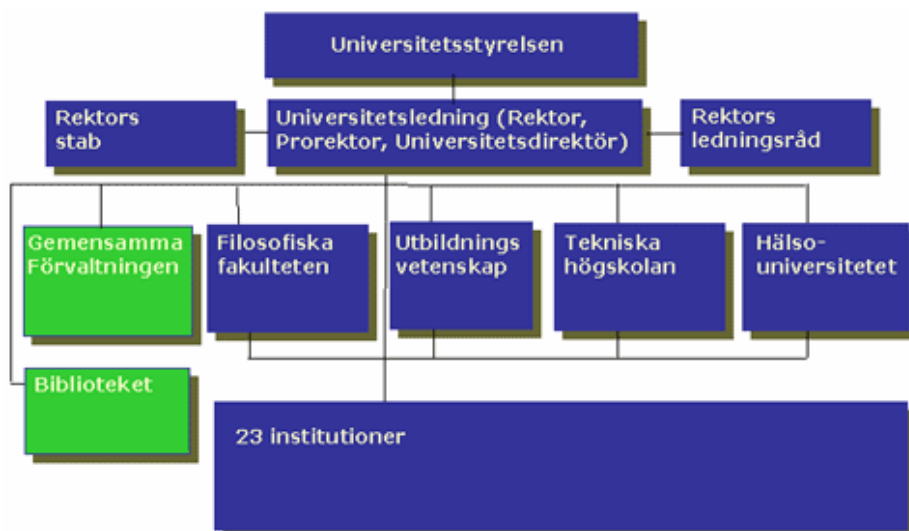 Universitetsstyrelsen
Rektors
stab
Universitetsledning (Rektor,
Prorektor, Universitetsdirektör)
Rektors
ledningsråd
Gemensamma
Förvaltningen
Filosofiska
fakulteten
Utbildnings
vetenskap
Tekniska
högskolan
Hälso-
universitetet
Biblioteket
23 institutioner